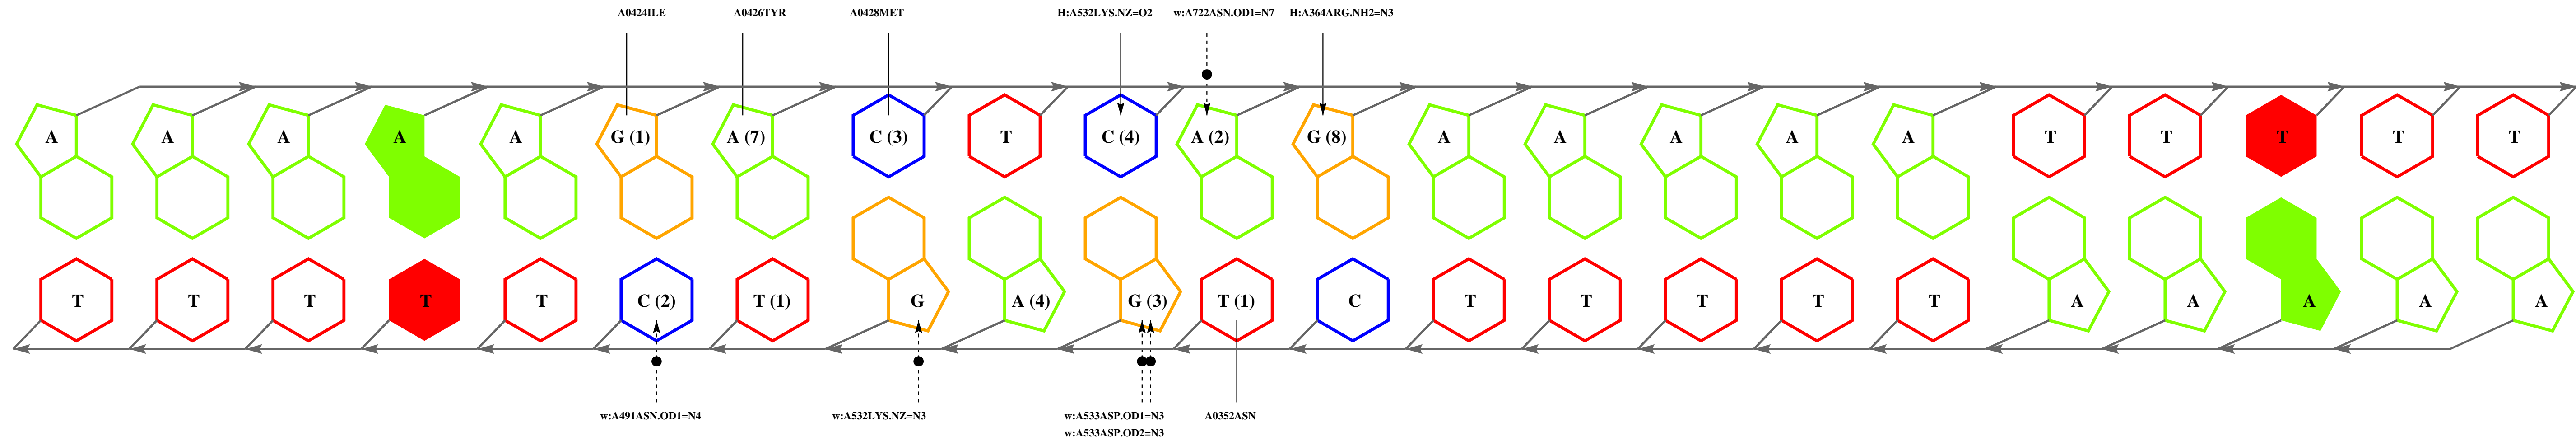 A0424ILE A0426TYR A0428MET H:A532LYS.NZ=O2 w:A722ASN.OD1=N7 H:A364ARG.NH2=N3
A A A A A G (1) A (7) C (3) T C (4) A (2) G (8) A A A A A T T T T T
T T T T T C (2) T (1) G A (4) G (3) T (1) C T T T T T A A A A A
w:A491ASN.OD1=N4 w:A532LYS.NZ=N3 w:A533ASP.OD1=N3 A0352ASN
w:A533ASP.OD2=N3